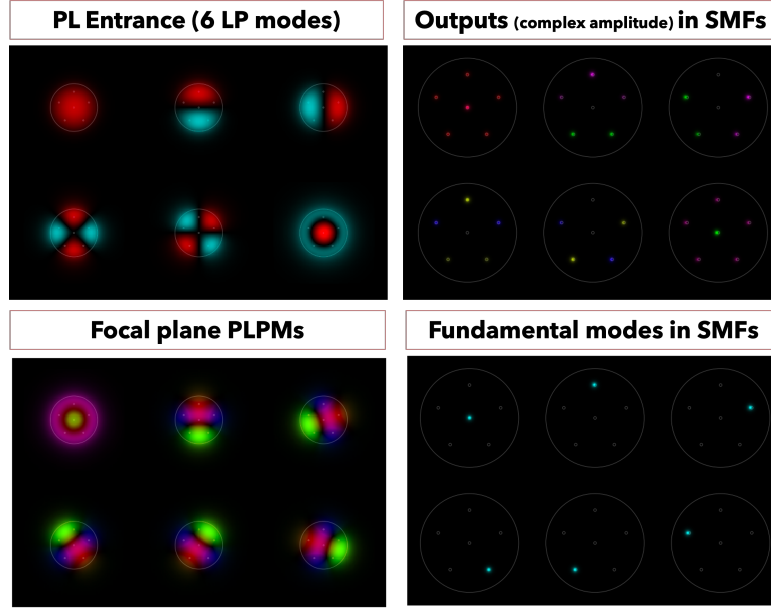 PL Entrance (6 LP modes)
Outputs (complex amplitude) in SMFs
Focal plane PLPMs
Fundamental modes in SMFs